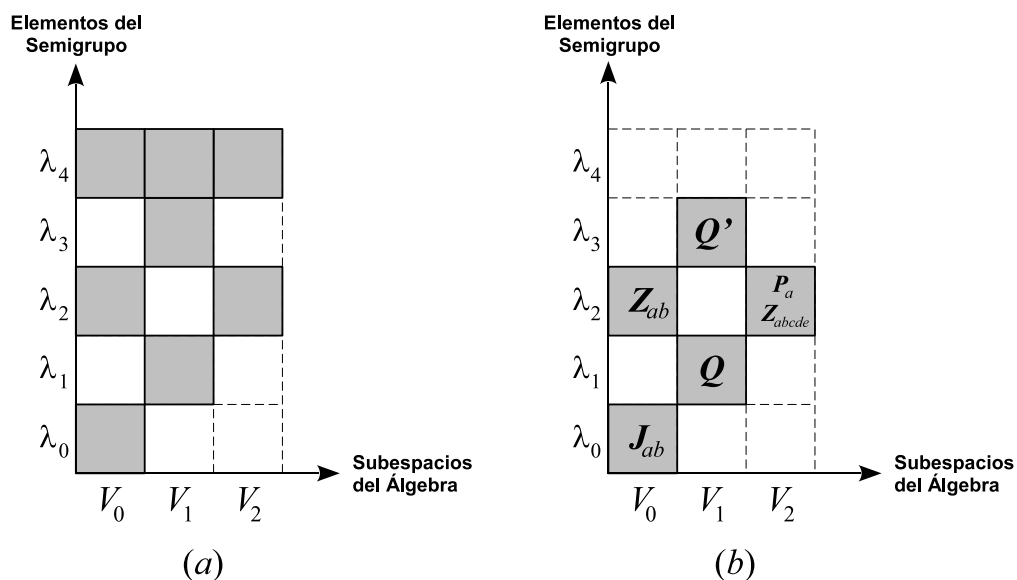 Elementos del
Semigrupo
λ4
λ3
λ2
λ1
λ0
Subespacios
del Álgebra
V0 V1 V2
(a)
Elementos del
Semigrupo
λ4
λ3
Q’
λ2
Zab
Pa
Zabcde
λ1
Q
λ0
Jab
Subespacios
del Álgebra
V0 V1 V2
(b)